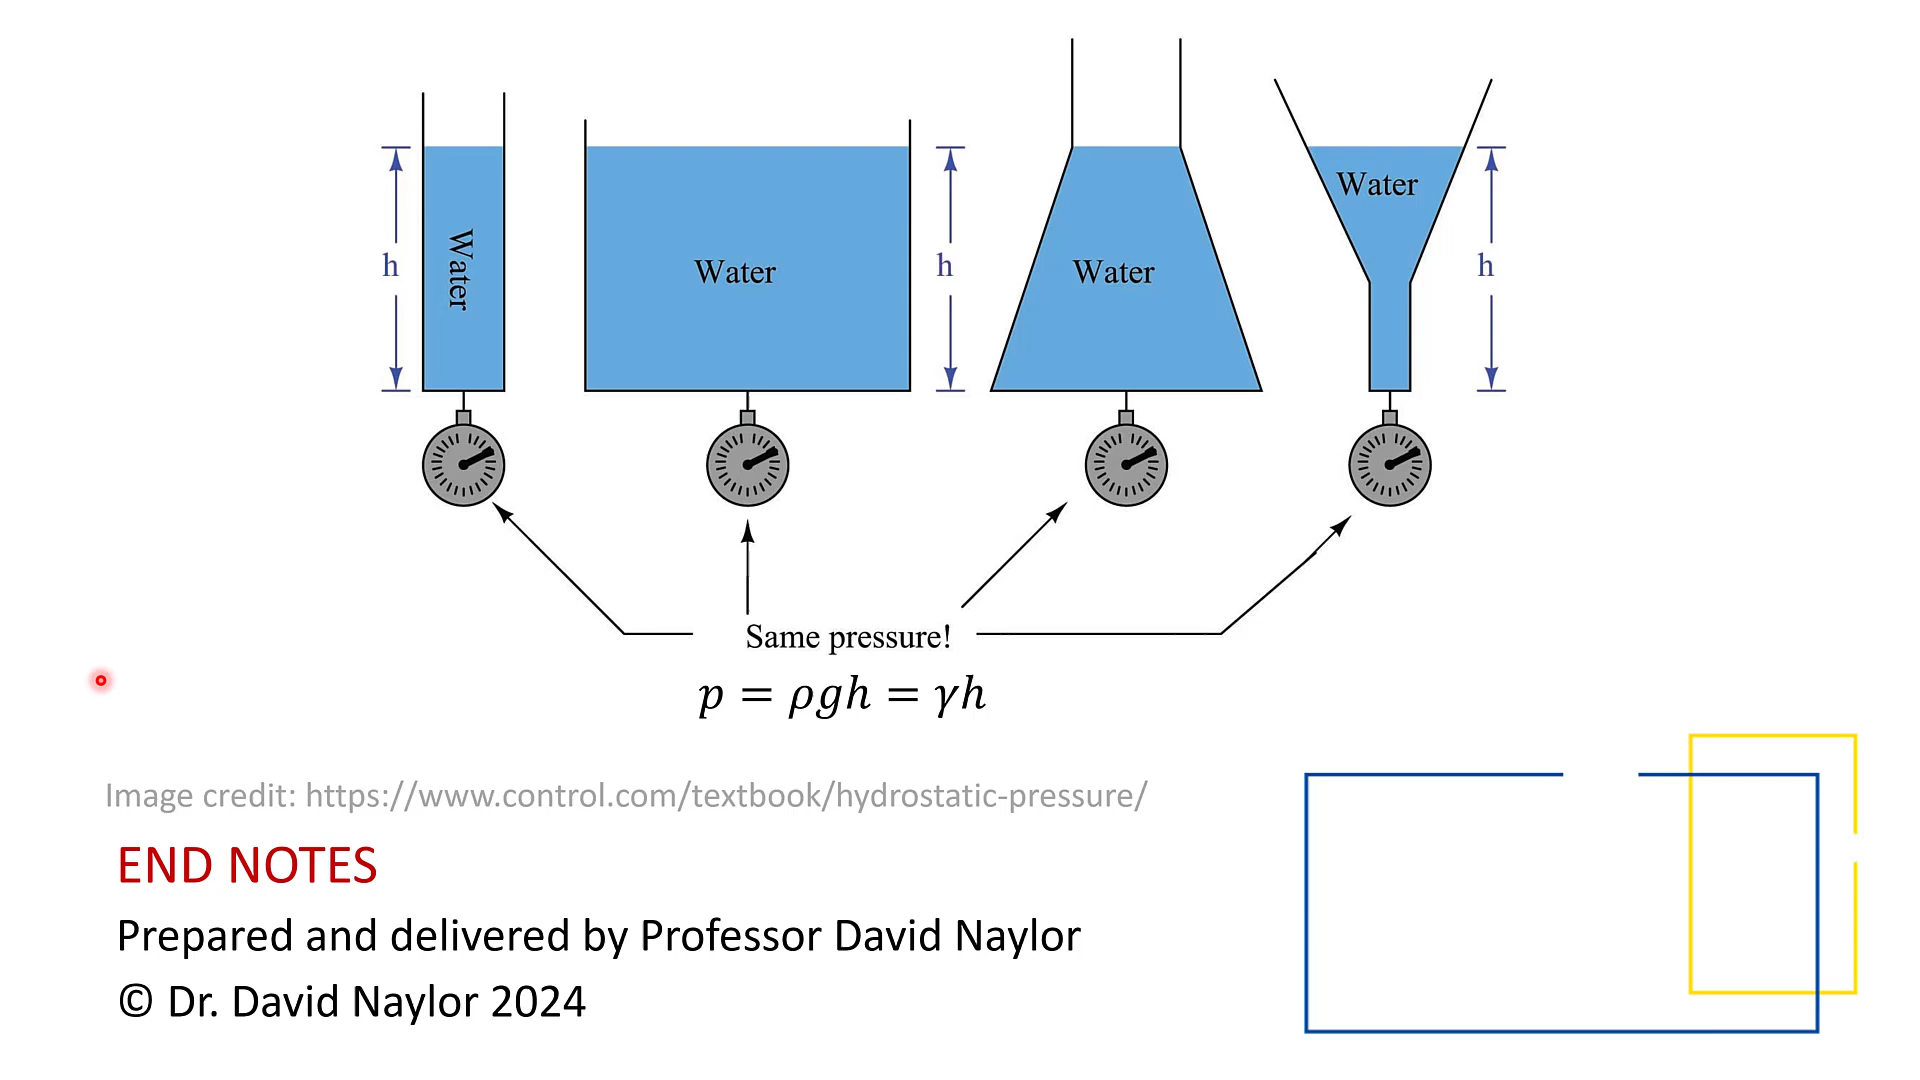 Water
h
Water
h
Water
h
Water
Same pressure!
p = ρgh = γh
Image credit: https://www.control.com/textbook/hydrostatic-pressure/
END NOTES
Prepared and delivered by Professor David Naylor
© Dr. David Naylor 2024